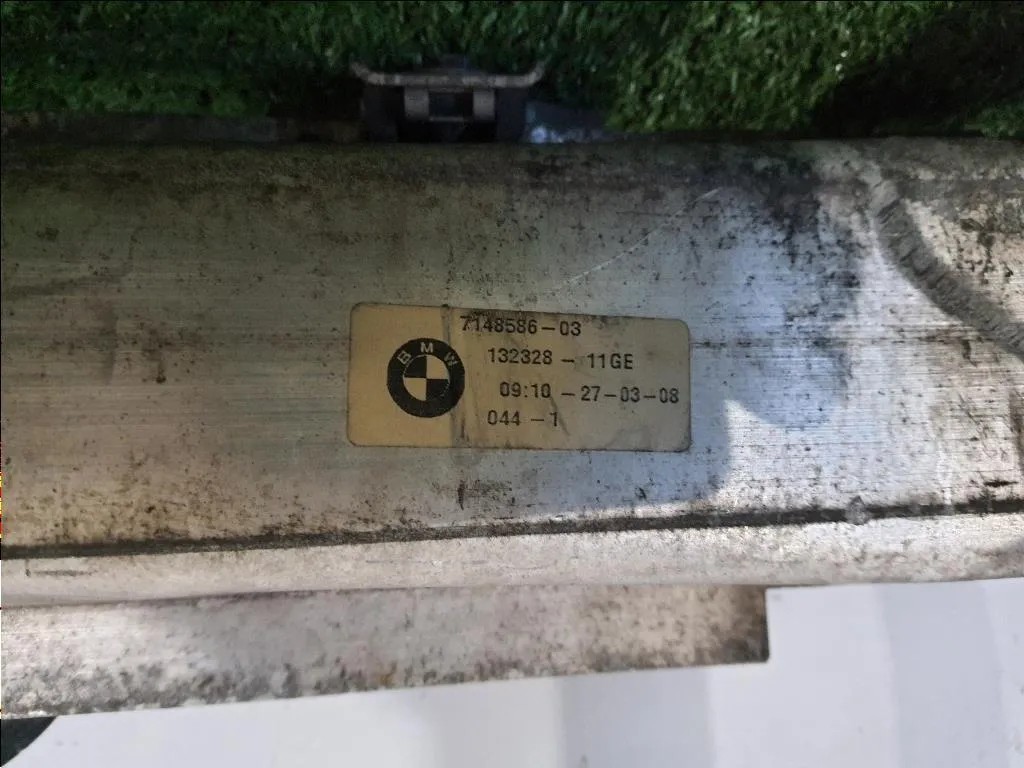 7148586-03
BMW
132328 - 11GE
09:10 - 27-03-08
044 - 1